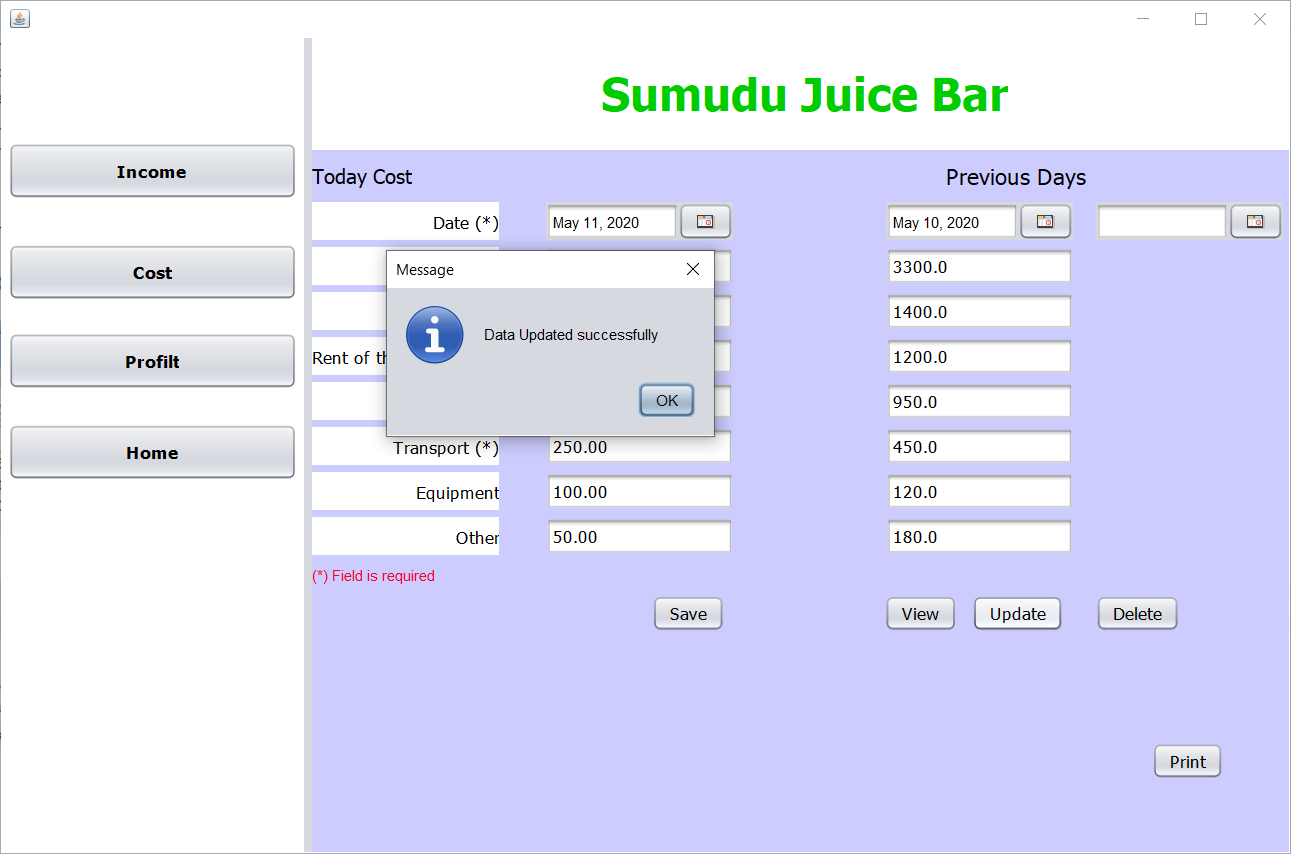 Sumudu Juice Bar
Income
Cost
Profilt
Home
Today Cost
Previous Days
Date (*) May 11, 2020 May 10, 2020
3300.0
1400.0
Rent of 1200.0
950.0
Transport (*) 250.00 450.0
Equipment 100.00 120.0
Other 50.00 180.0
(*) Field is required
Save View Update Delete
Print
Message
Data Updated successfully
OK